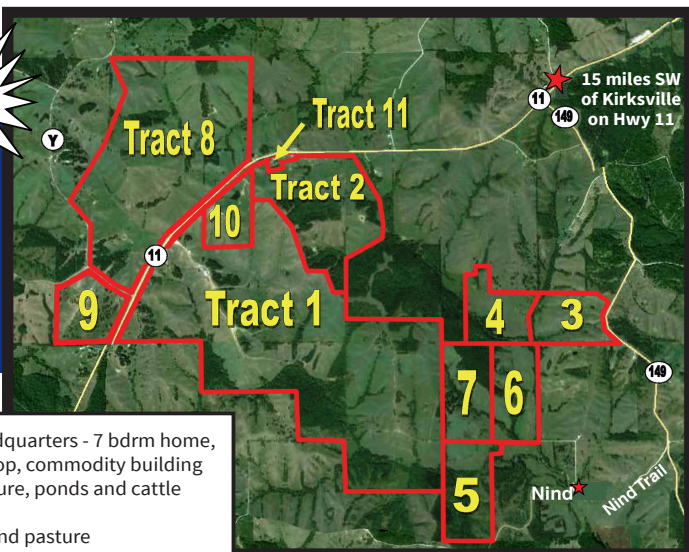 15 miles SW
of Kirksville
on Hwy 11
11
149
Y
Tract 8
Tract 11
Tract 2
10
11
9
Tract 1
4
3
7
6
149
5
Nind
Nind Trail
dquarters - 7 bdrm home,
op, commodity building
ure, ponds and cattle
nd pasture